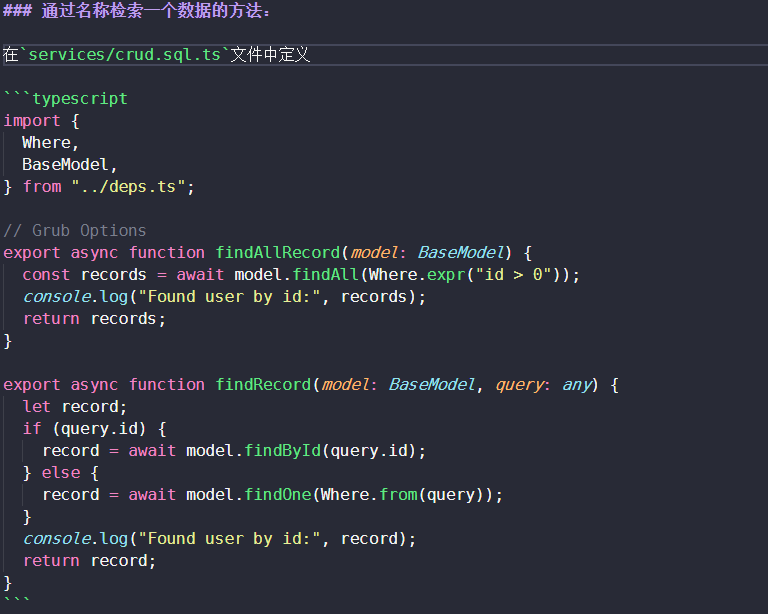 ### 通过名称检索一个数据的方法：
在`services/crud.sql.ts`文件中定义
```typescript
import {
  Where,
  BaseModel,
} from "../deps.ts";
// Grub Options
export async function findAllRecord(model: BaseModel) {
  const records = await model.findAll(Where.expr("id > 0"));
  console.log("Found user by id:", records);
  return records;
}
export async function findRecord(model: BaseModel, query: any) {
  let record;
  if (query.id) {
    record = await model.findById(query.id);
  } else {
    record = await model.findOne(Where.from(query));
  }
  console.log("Found user by id:", record);
  return record;
}
```